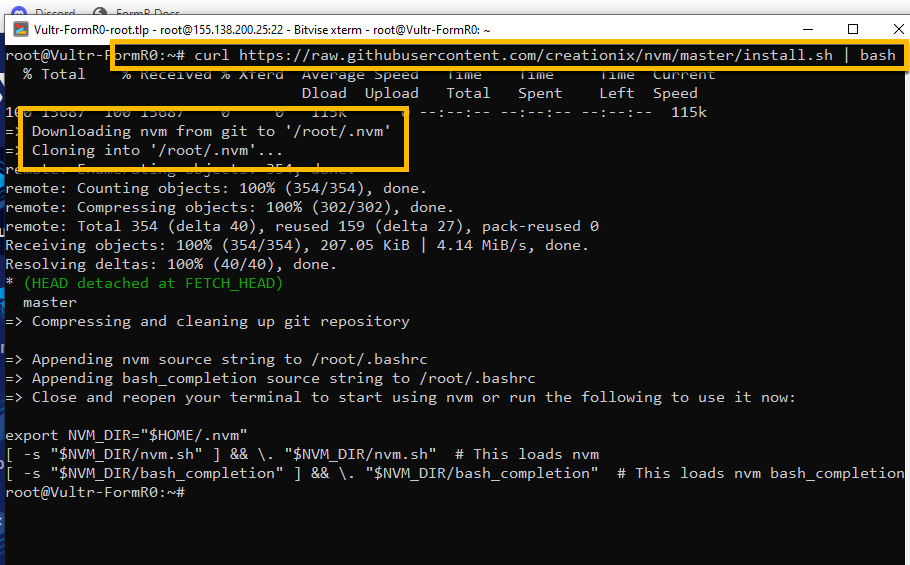 Discord FormR Docs
Vultr-FormR0-root.tlp - root@155.138.200.25:22 - Bitvise xterm - root@Vultr-FormR0: ~
root@Vultr-FormR0:~# curl https://raw.githubusercontent.com/creationix/nvm/master/install.sh | bash
% Total % Received % Xferd Average Speed Time Time Time Current
Dload Upload Total Spent Left Speed
100 15687 100 15687 0 0 115k 0 --:--:-- --:--:-- --:--:-- 115k
=> Downloading nvm from git to '/root/.nvm'
=> Cloning into '/root/.nvm'...
remote: Enumerating objects: 354, done.
remote: Counting objects: 100% (354/354), done.
remote: Compressing objects: 100% (302/302), done.
remote: Total 354 (delta 40), reused 159 (delta 27), pack-reused 0
Receiving objects: 100% (354/354), 207.05 KiB | 4.14 MiB/s, done.
Resolving deltas: 100% (40/40), done.
* (HEAD detached at FETCH_HEAD)
master
=> Compressing and cleaning up git repository
=> Appending nvm source string to /root/.bashrc
=> Appending bash_completion source string to /root/.bashrc
=> Close and reopen your terminal to start using nvm or run the following to use it now:
export NVM_DIR="$HOME/.nvm"
[ -s "$NVM_DIR/nvm.sh" ] && \. "$NVM_DIR/nvm.sh" # This loads nvm
[ -s "$NVM_DIR/bash_completion" ] && \. "$NVM_DIR/bash_completion" # This loads nvm bash_completion
root@Vultr-FormR0:~#